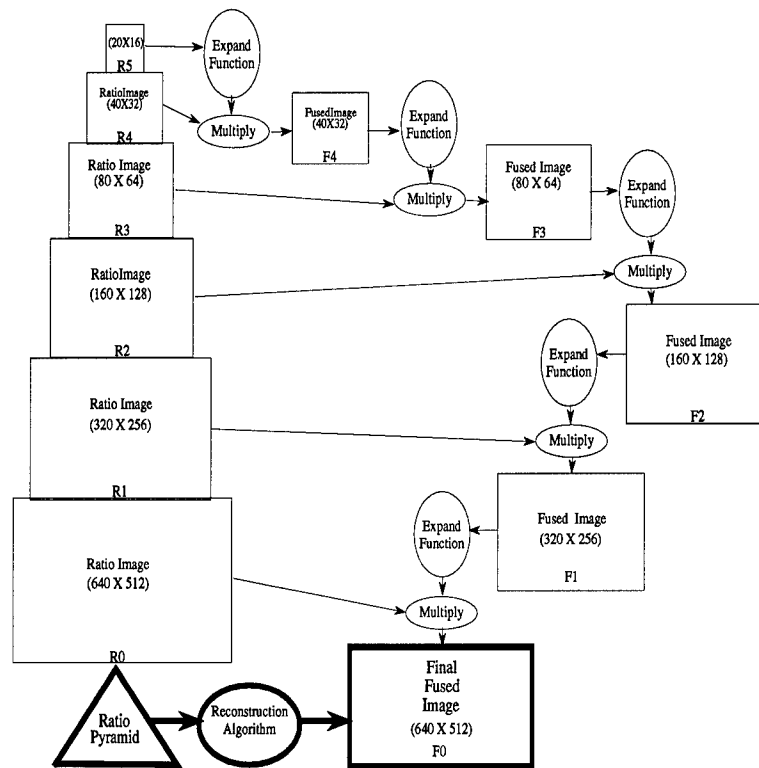 (20X16)
R5
Expand
Function
RatioImage
(40X32)
R4
Multiply
FusedImage
(40X32)
F4
Expand
Function
Ratio Image
(80 X 64)
R3
Multiply
Fused Image
(80 X 64)
F3
Expand
Function
RatioImage
(160 X 128)
R2
Multiply
Fused Image
(160 X 128)
F2
Expand
Function
Ratio Image
(320 X 256)
R1
Multiply
Fused Image
(320 X 256)
F1
Expand
Function
Ratio Image
(640 X 512)
R0
Multiply
Final
Fused
Image
(640 X 512)
F0
Ratio
Pyramid
Reconstruction
Algorithm